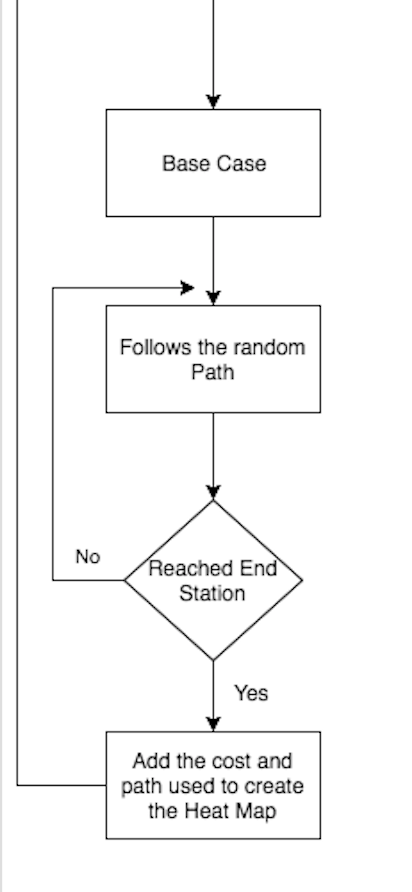 Base Case
Follows the random
Path
Reached End
Station
No
Yes
Add the cost and
path used to create
the Heat Map